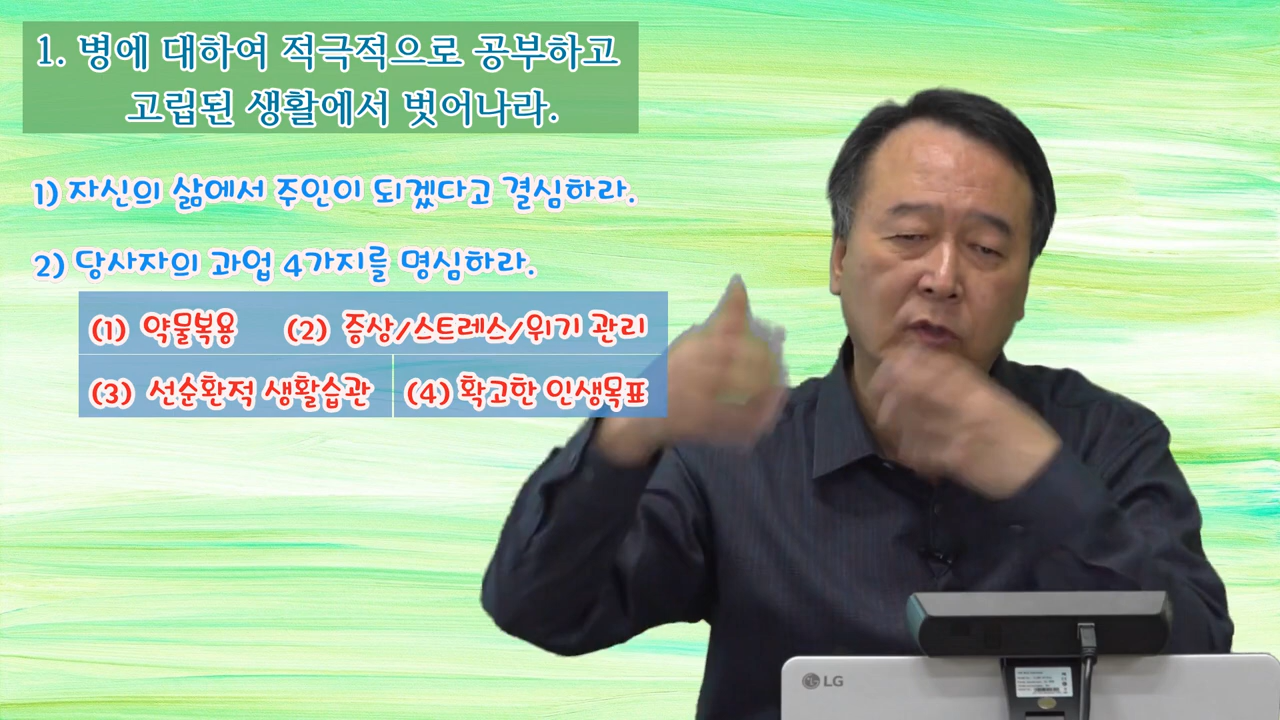 1. 병에 대하여 적극적으로 공부하고
고립된 생활에서 벗어나라.
1) 자신의 삶에서 주인이 되겠다고 결심하라.
2) 당사자의 과업 4가지를 명심하라.
(1) 약물복용 (2) 증상/스트레스/위기 관리
(3) 선순환적 생활습관 (4) 확고한 인생목표
LG